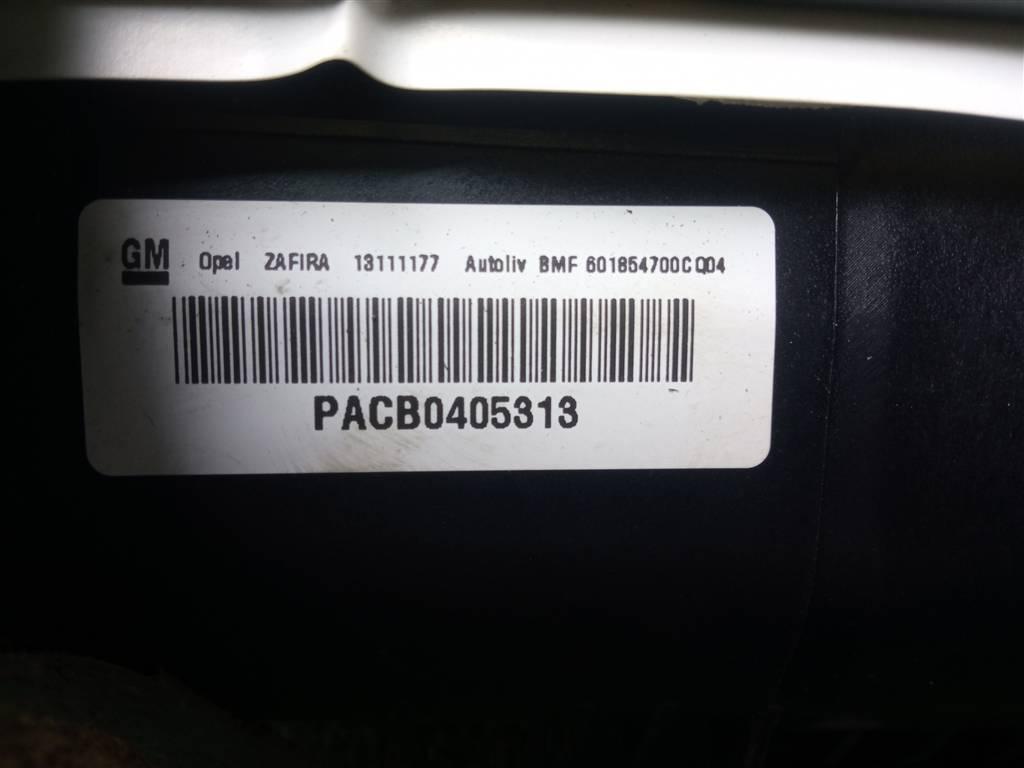 GM Opel ZAFIRA 13111177 Autoliv BMF 601854700C Q04
PACB0405313